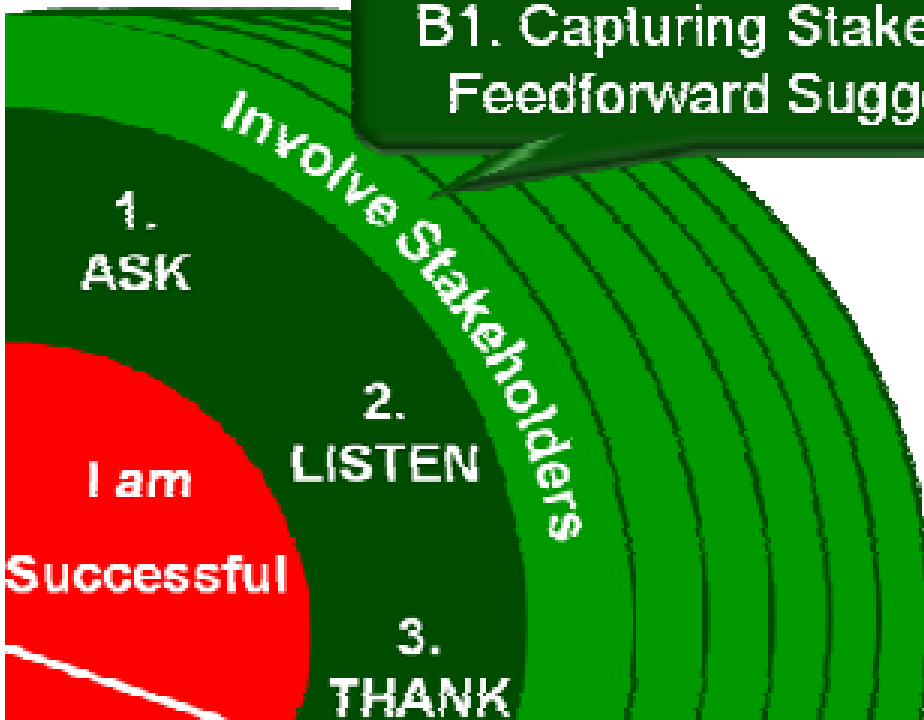 B1. Capturing Stake
Feedforward Sugg
Involve Stakeholders
1.
ASK
2.
LISTEN
I am
Successful
3.
THANK